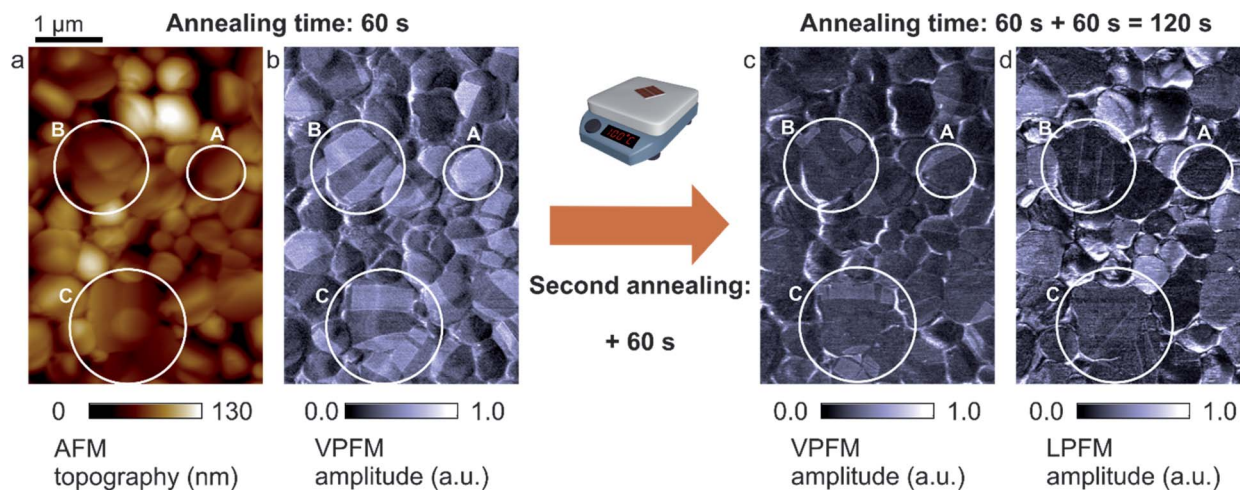 Annealing time: 60 s
Annealing time: 60 s + 60 s = 120 s
1 µm
a
b
c
d
B
A
C
B
A
C
B
A
C
B
A
C
100°C
Second annealing:
+ 60 s
0 130
AFM
topography (nm)
0.0 1.0
VPFM
amplitude (a.u.)
0.0 1.0
VPFM
amplitude (a.u.)
0.0 1.0
LPFM
amplitude (a.u.)